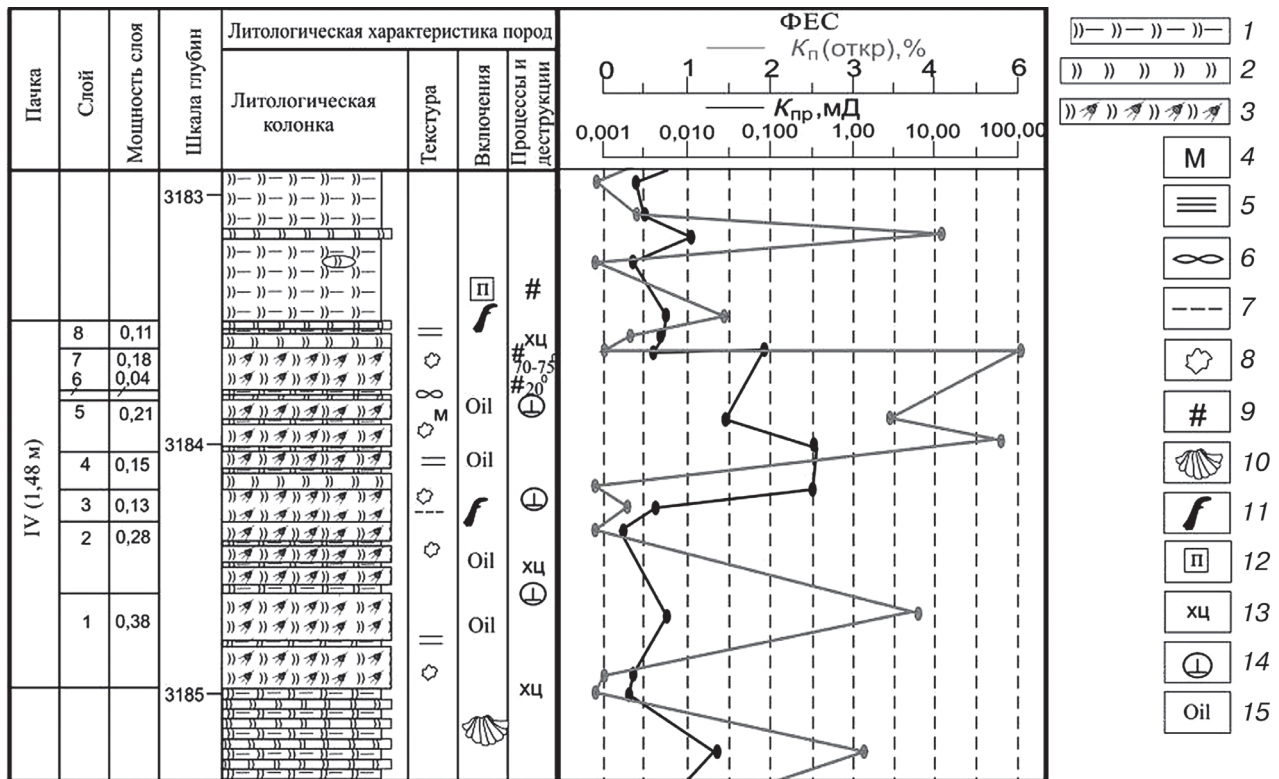 Пачка
Слой
Мощность слоя
Шкала глубин
Литологическая характеристика пород
Литологическая
колонка
Текстура
Включения
Процессы и
деструкции
ФЕС
Kп(откр),%
0 1 2 3 4 6
Kпр,мД
0,001 0,010 0,100 1,00 10,00 100,00
3183
П
#
IV (1,48 м)
8 0,11
хц
7 0,18
#
70-75°
6 0,04
#20°
5 0,21
Oil
М
3184
4 0,15
Oil
3 0,13
2 0,28
Oil
хц
1 0,38
Oil
3185
хц
1
2
3
М 4
5
6
7
8
# 9
10
11
П 12
хц 13
14
Oil 15